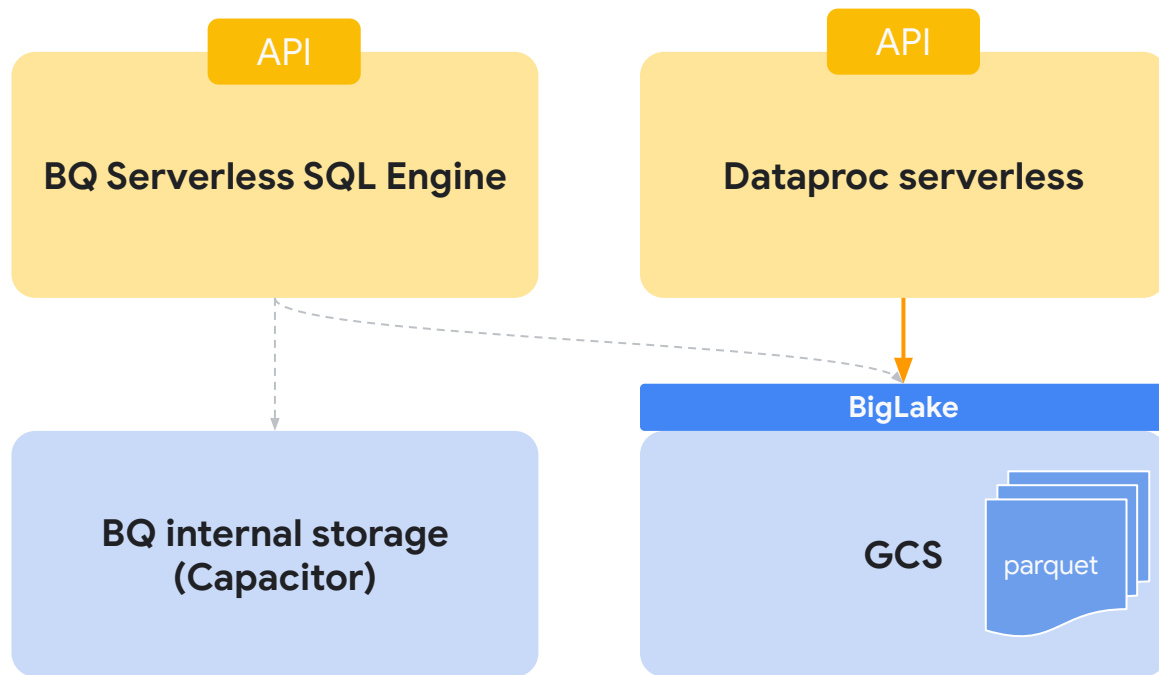 API
BQ Serverless SQL Engine
API
Dataproc serverless
BigLake
BQ internal storage
(Capacitor)
GCS
parquet